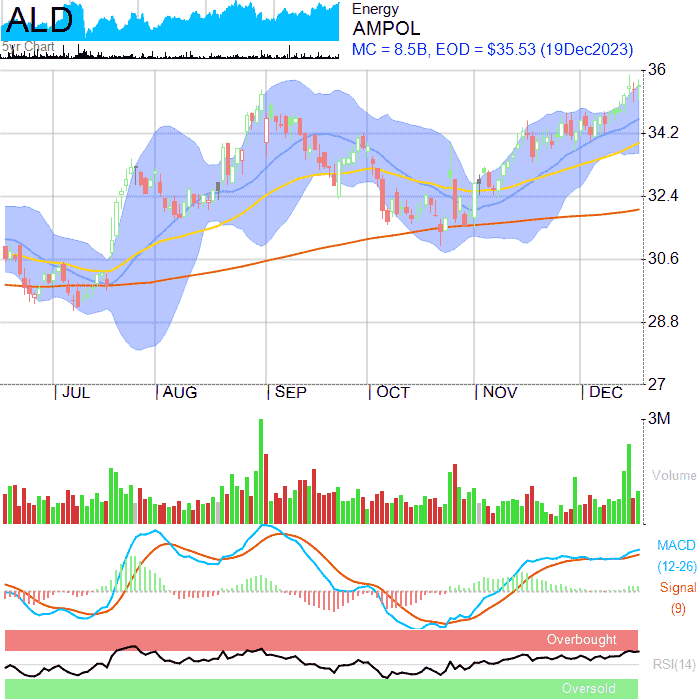 ALD
5yr Chart
Energy
AMPOL
MC = 8.5B, EOD = $35.53 (19Dec2023)
36
34.2
32.4
30.6
28.8
27
JUL AUG SEP OCT NOV DEC
3M
Volume
MACD
(12-26)
Signal
(9)
Overbought
RSI(14)
Oversold